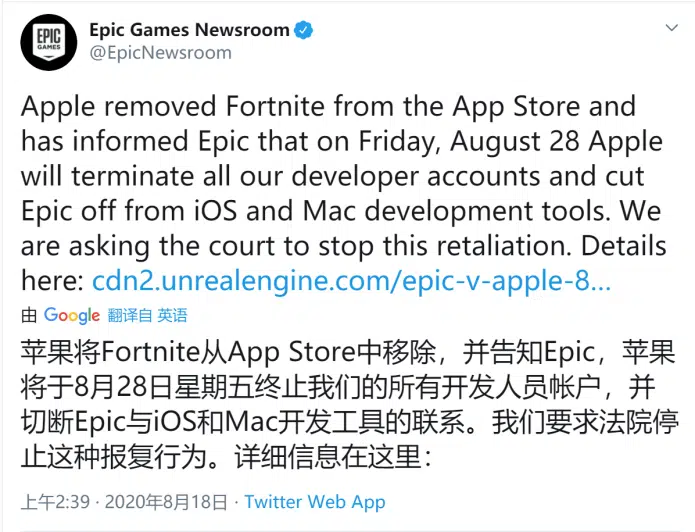 EPIC
GAMES
Epic Games Newsroom
@EpicNewsroom
Apple removed Fortnite from the App Store and
has informed Epic that on Friday, August 28 Apple
will terminate all our developer accounts and cut
Epic off from iOS and Mac development tools. We
are asking the court to stop this retaliation. Details
here: cdn2.unrealengine.com/epic-v-apple-8...
由 Google 翻译自 英语
苹果将Fortnite从App Store中移除，并告知Epic，苹果
将于8月28日星期五终止我们的所有开发人员帐户，并
切断Epic与iOS和Mac开发工具的联系。我们要求法院停
止这种报复行为。详细信息在这里：
上午2:39 · 2020年8月18日 · Twitter Web App